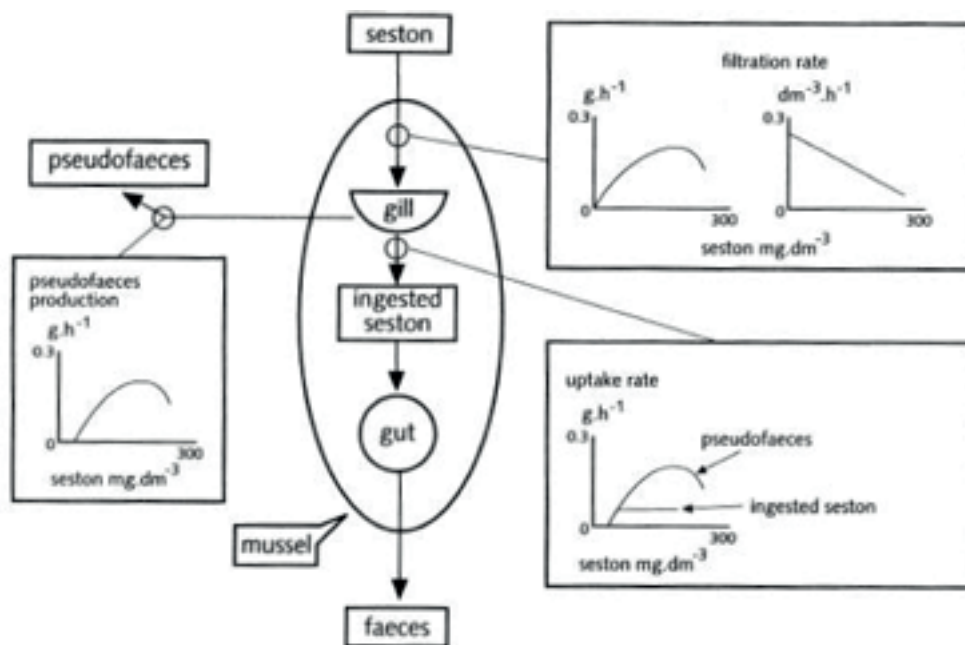 seston
filtration rate
g.h⁻¹
dm⁻³.h⁻¹
0.3
0.3
0
300
0
300
seston mg.dm⁻³
pseudofaeces
gill
pseudofaeces
production
g.h⁻¹
0.3
0
300
seston mg.dm⁻³
ingested
seston
gut
uptake rate
g.h⁻¹
0.3
pseudofaeces
ingested seston
0
300
seston mg.dm⁻³
mussel
faeces